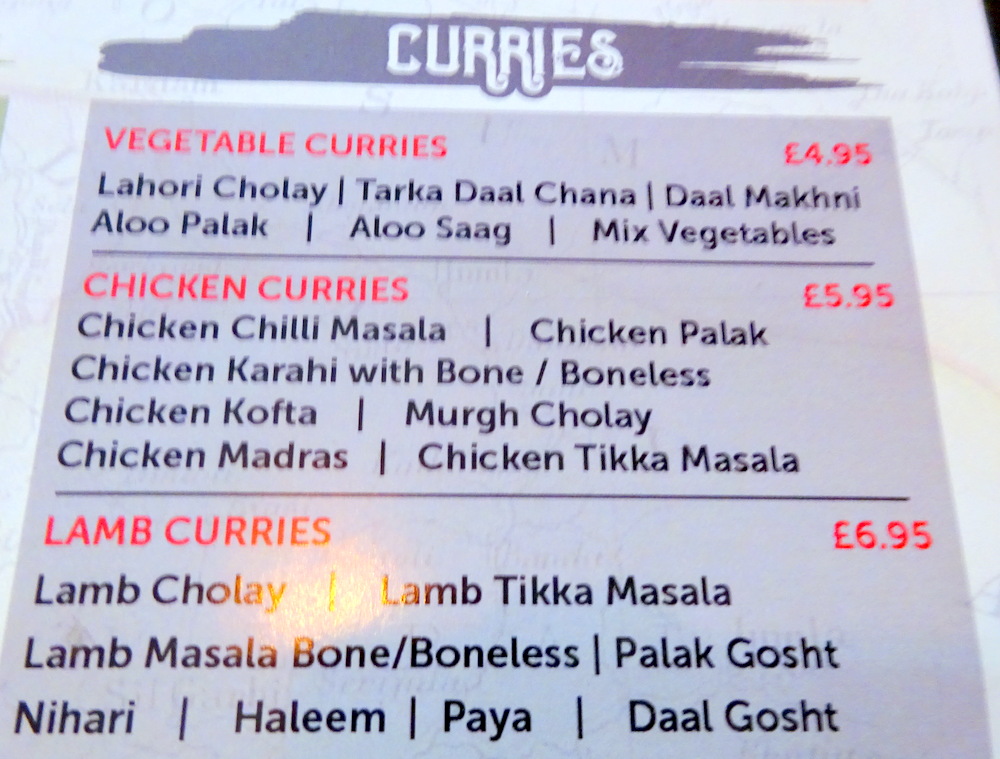 CURRIES
VEGETABLE CURRIES £4.95
Lahori Cholay | Tarka Daal Chana | Daal Makhni
Aloo Palak | Aloo Saag | Mix Vegetables
CHICKEN CURRIES £5.95
Chicken Chilli Masala | Chicken Palak
Chicken Karahi with Bone / Boneless
Chicken Kofta | Murgh Cholay
Chicken Madras | Chicken Tikka Masala
LAMB CURRIES £6.95
Lamb Cholay | Lamb Tikka Masala
Lamb Masala Bone/Boneless | Palak Gosht
Nihari | Haleem | Paya | Daal Gosht